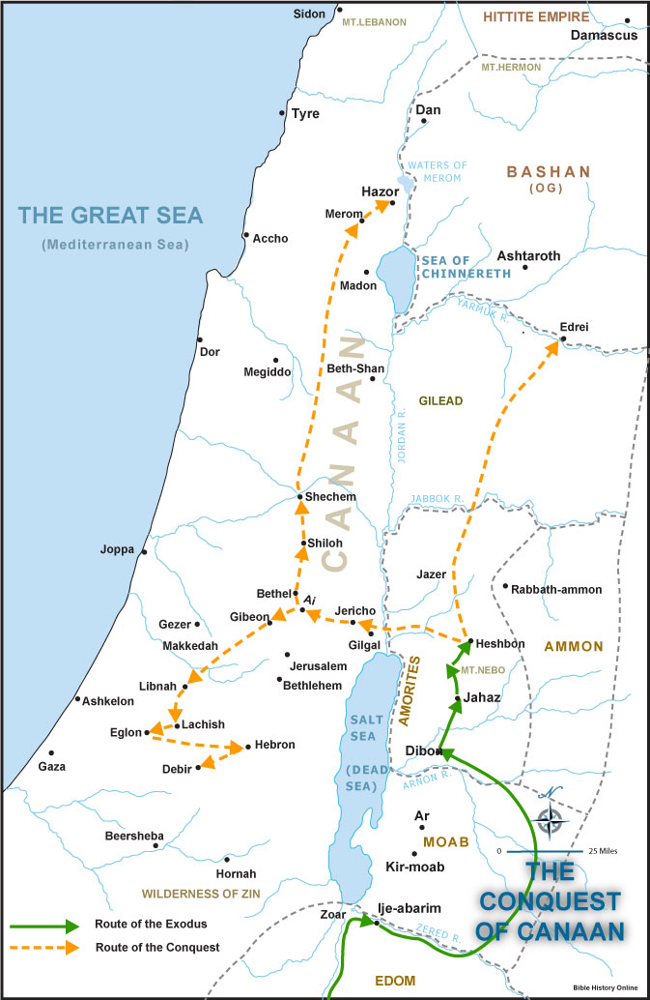 Sidon
MT.LEBANON
HITTITE EMPIRE
Damascus
MT.HERMON
Tyre
Dan
WATERS OF
MEROM
BASHAN
(OG)
Hazor
Merom
THE GREAT SEA
(Mediterranean Sea)
Accho
SEA OF
CHINNERETH
Ashtaroth
Madon
YARMUK R.
Edrei
Dor
Megiddo
Beth-Shan
CANAAN
GILEAD
JORDAN R.
Shechem
JABBOK R.
Joppa
Shiloh
Jazer
Rabbath-ammon
Bethel
Ai
Gibeon
Jericho
Gezer
Makkedah
Gilgal
Heshbon
AMMON
Jerusalem
MT.NEBO
Bethlehem
Libnah
AMORITES
Ashkelon
Jahaz
Lachish
Eglon
SALT
SEA
Hebron
Dibon
Gaza
Debir
(DEAD
SEA)
ARNON R.
N
Ar
Beersheba
MOAB
0 25 Miles
Kir-moab
Hornah
THE
CONQUEST
OF CANAAN
WILDERNESS OF ZIN
Zoar
Ije-abarim
Route of the Exodus
ZERED R.
Route of the Conquest
EDOM
Bible History Online